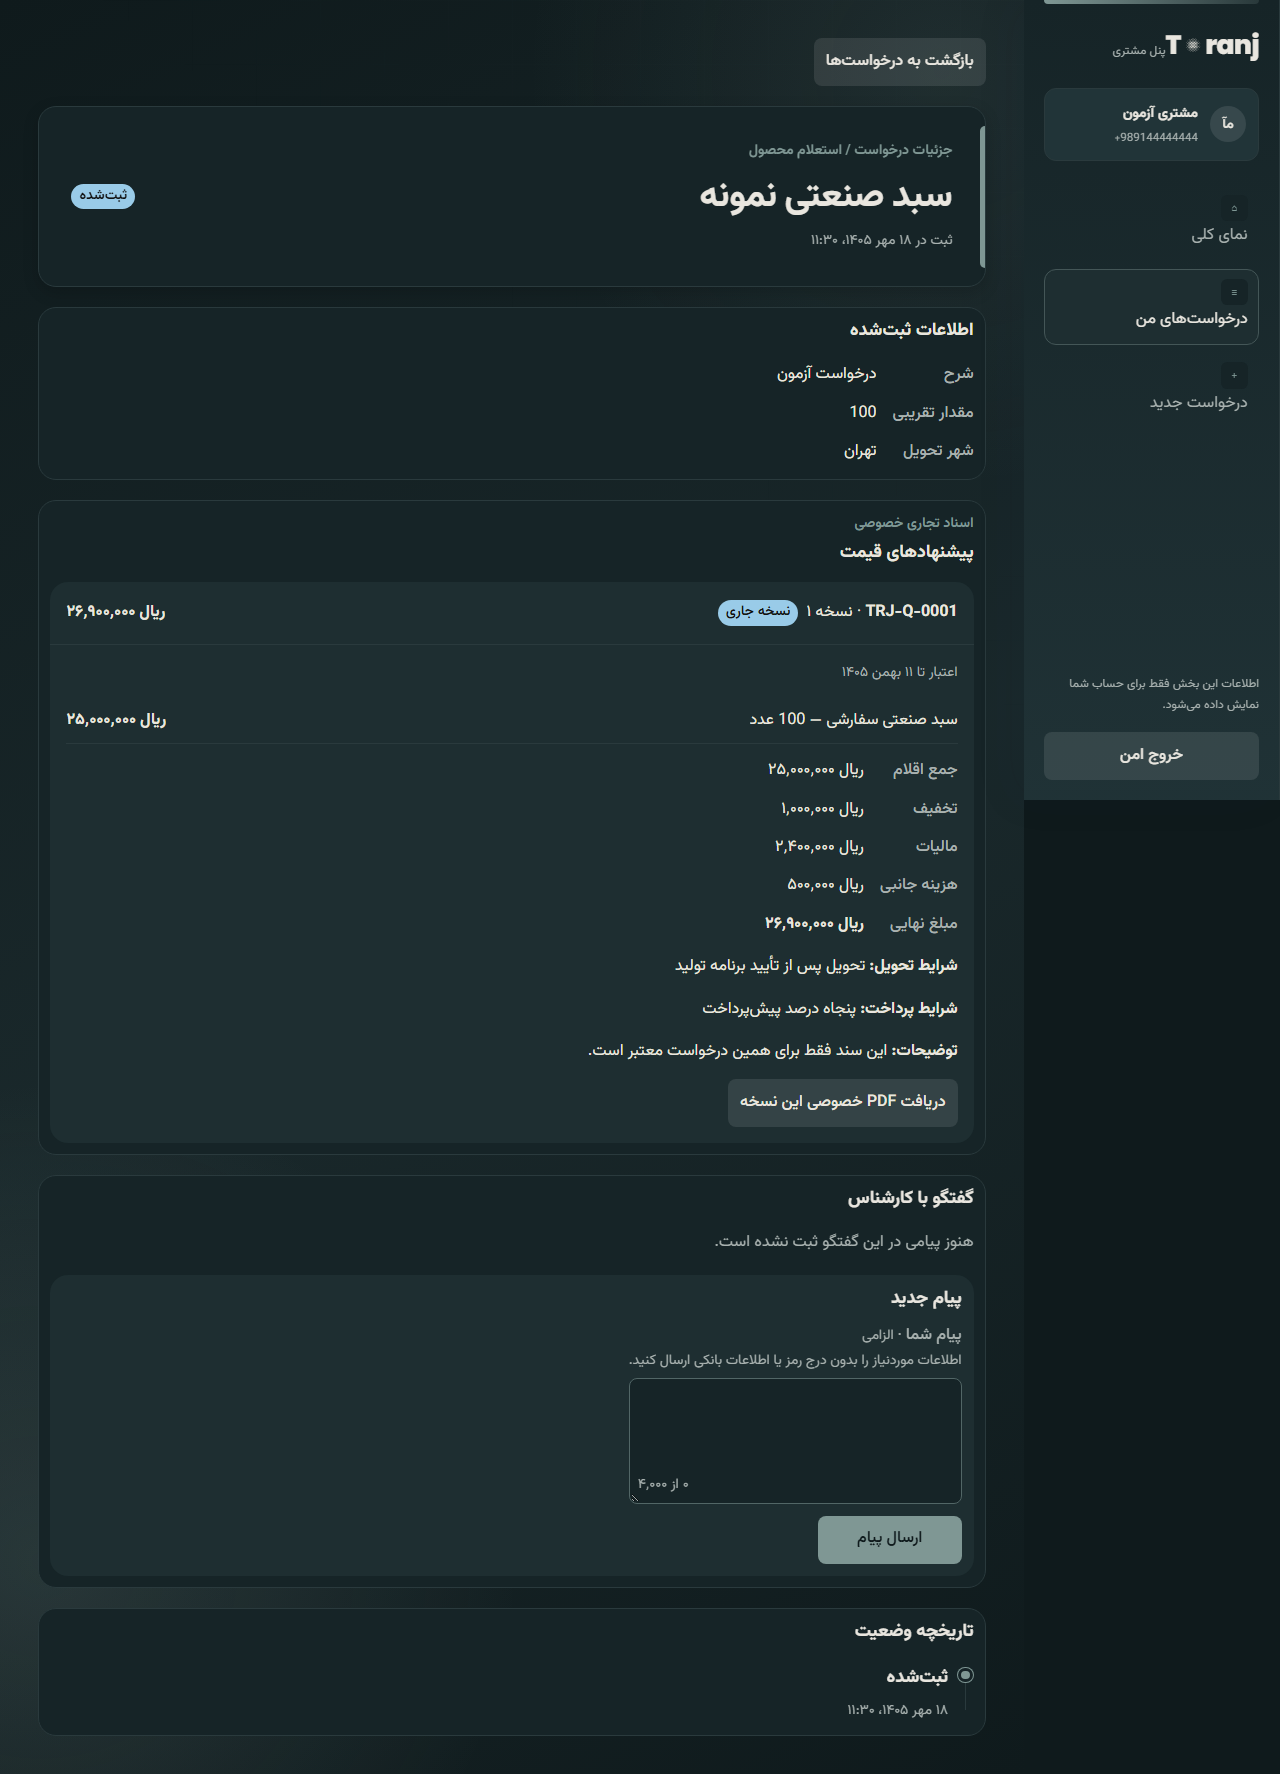 Toranj پنل مشتری
مآ
مشتری آزمون
+989144444444
نمای کلی
درخواست‌های من
درخواست جدید
اطلاعات این بخش فقط برای حساب شما نمایش داده می‌شود.
خروج امن
بازگشت به درخواست‌ها
جزئیات درخواست / استعلام محصول
سبد صنعتی نمونه
ثبت در ۱۸ مهر ۱۴۰۵، ۱۱:۳۰
ثبت‌شده
اطلاعات ثبت‌شده
شرح درخواست آزمون
مقدار تقریبی 100
شهر تحویل تهران
اسناد تجاری خصوصی
پیشنهادهای قیمت
TRJ-Q-0001 · نسخه ۱ نسخه جاری
ریال ۲۶,۹۰۰,۰۰۰
اعتبار تا ۱۱ بهمن ۱۴۰۵
سبد صنعتی سفارشی — 100 عدد
ریال ۲۵,۰۰۰,۰۰۰
جمع اقلام ریال ۲۵,۰۰۰,۰۰۰
تخفیف ریال ۱,۰۰۰,۰۰۰
مالیات ریال ۲,۴۰۰,۰۰۰
هزینه جانبی ریال ۵۰۰,۰۰۰
مبلغ نهایی ریال ۲۶,۹۰۰,۰۰۰
شرایط تحویل: تحویل پس از تأیید برنامه تولید
شرایط پرداخت: پنجاه درصد پیش‌پرداخت
توضیحات: این سند فقط برای همین درخواست معتبر است.
دریافت PDF خصوصی این نسخه
گفتگو با کارشناس
هنوز پیامی در این گفتگو ثبت نشده است.
پیام جدید
پیام شما · الزامی
اطلاعات موردنیاز را بدون درج رمز یا اطلاعات بانکی ارسال کنید.
۰ از ۴,۰۰۰
ارسال پیام
تاریخچه وضعیت
ثبت‌شده
۱۸ مهر ۱۴۰۵، ۱۱:۳۰